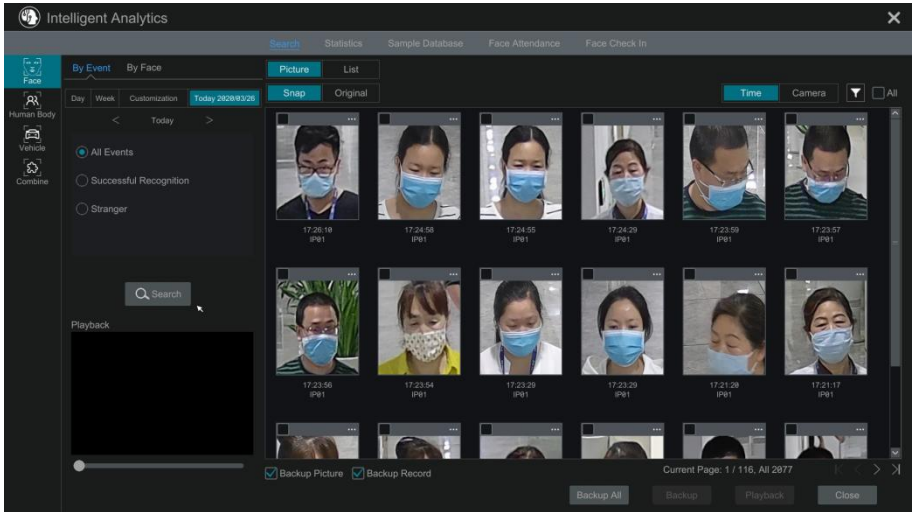 Intelligent Analytics
Search Statistics Sample Database Face Attendance Face Check In
Face
Human Body
Vehicle
Combine
By Event By Face
Day Week Customization Today 2020/03/26
< Today >
All Events
Successful Recognition
Stranger
Search
Playback
Picture List
Snap Original
Time Camera All
17:26:10 17:24:58 17:24:55 17:24:29 17:23:59 17:23:57
IP01 IP01 IP01 IP01 IP01 IP01
17:23:56 17:23:54 17:23:29 17:23:29 17:21:20 17:21:17
IP01 IP01 IP01 IP01 IP01 IP01
Backup Picture Backup Record
Current Page: 1 / 116, All 2077
Backup All Backup Playback Close